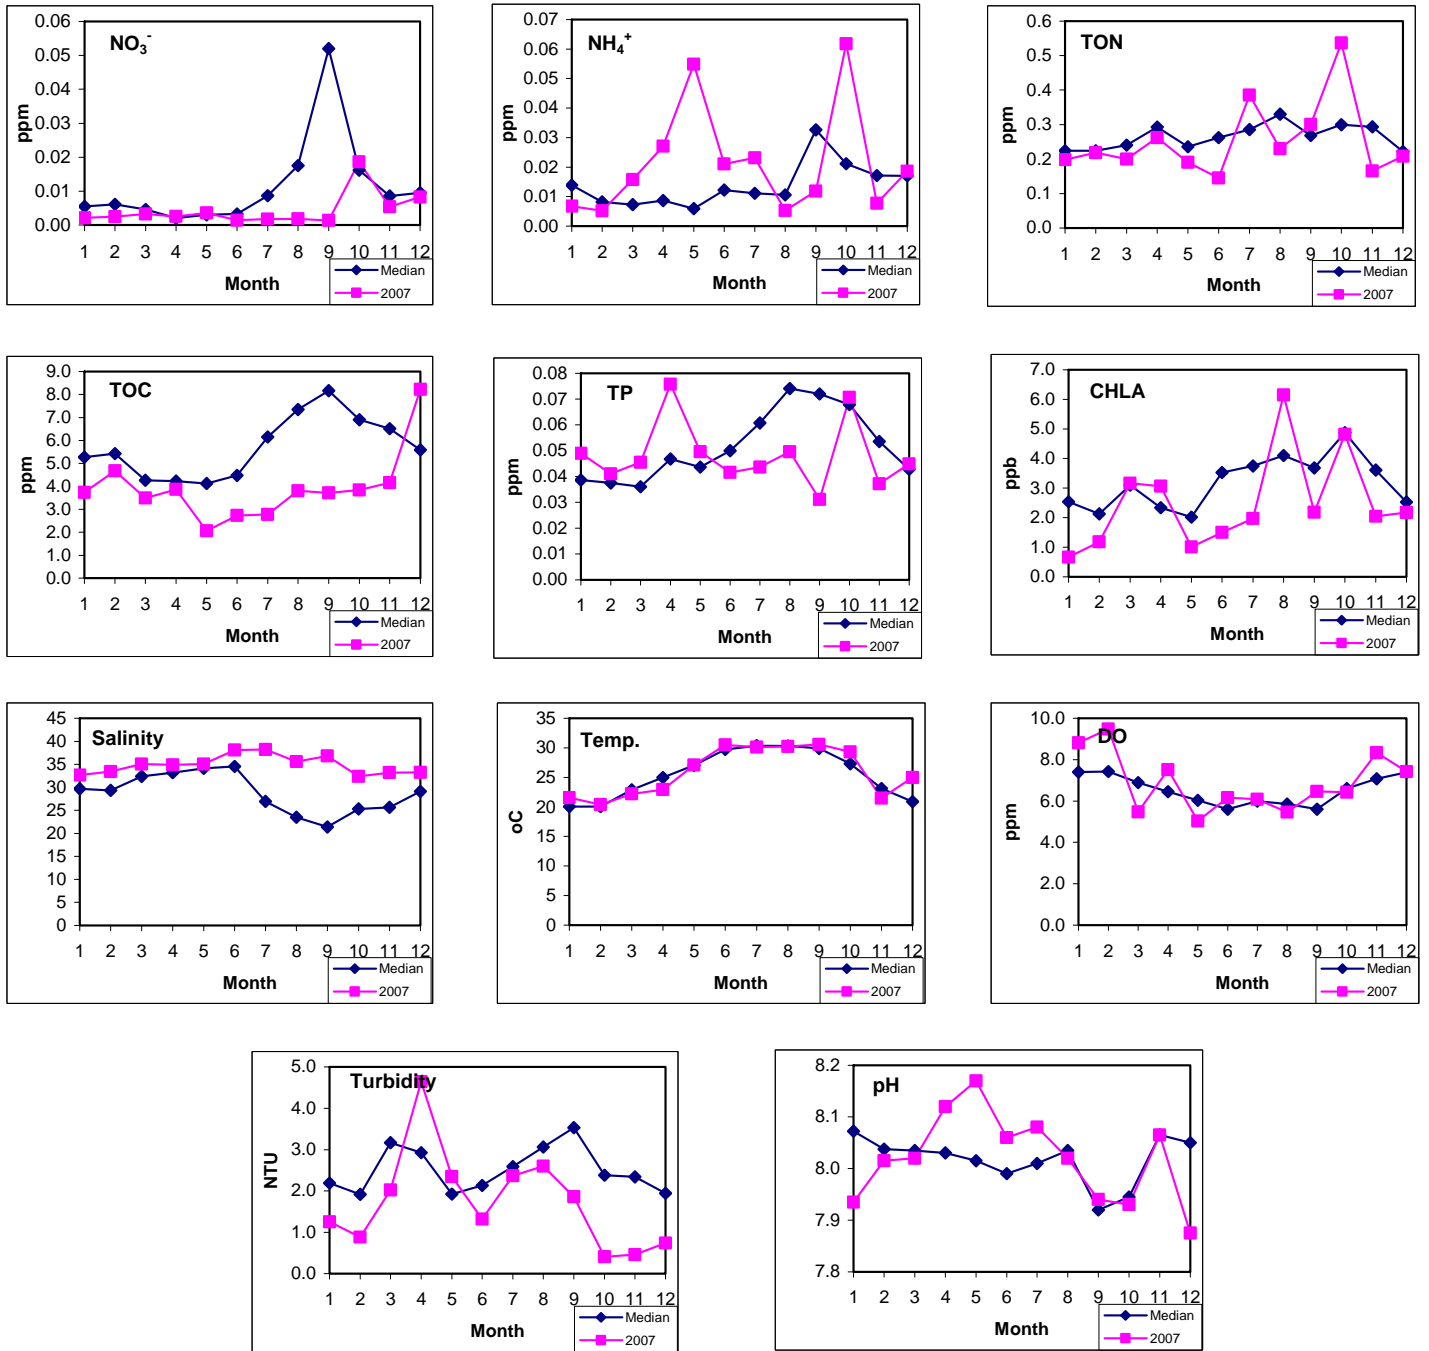 NO3-
ppm
0.06
0.05
0.04
0.03
0.02
0.01
0.00
1 2 3 4 5 6 7 8 9 10 11 12
Month
Median
2007
NH4+
ppm
0.07
0.06
0.05
0.04
0.03
0.02
0.01
0.00
1 2 3 4 5 6 7 8 9 10 11 12
Month
Median
2007
TON
ppm
0.6
0.5
0.4
0.3
0.2
0.1
0.0
1 2 3 4 5 6 7 8 9 10 11 12
Month
Median
2007
TOC
ppm
9.0
8.0
7.0
6.0
5.0
4.0
3.0
2.0
1.0
0.0
1 2 3 4 5 6 7 8 9 10 11 12
Month
Median
2007
TP
ppm
0.08
0.07
0.06
0.05
0.04
0.03
0.02
0.01
0.00
1 2 3 4 5 6 7 8 9 10 11 12
Month
Median
2007
CHLA
ppb
7.0
6.0
5.0
4.0
3.0
2.0
1.0
0.0
1 2 3 4 5 6 7 8 9 10 11 12
Month
Median
2007
Salinity
45
40
35
30
25
20
15
10
5
0
1 2 3 4 5 6 7 8 9 10 11 12
Month
Median
2007
Temp.
oC
35
30
25
20
15
10
5
0
1 2 3 4 5 6 7 8 9 10 11 12
Month
Median
2007
DO
ppm
10.0
8.0
6.0
4.0
2.0
0.0
1 2 3 4 5 6 7 8 9 10 11 12
Month
Median
2007
Turbidity
NTU
5.0
4.0
3.0
2.0
1.0
0.0
1 2 3 4 5 6 7 8 9 10 11 12
Month
Median
2007
pH
8.2
8.1
8.0
7.9
7.8
1 2 3 4 5 6 7 8 9 10 11 12
Month
Median
2007